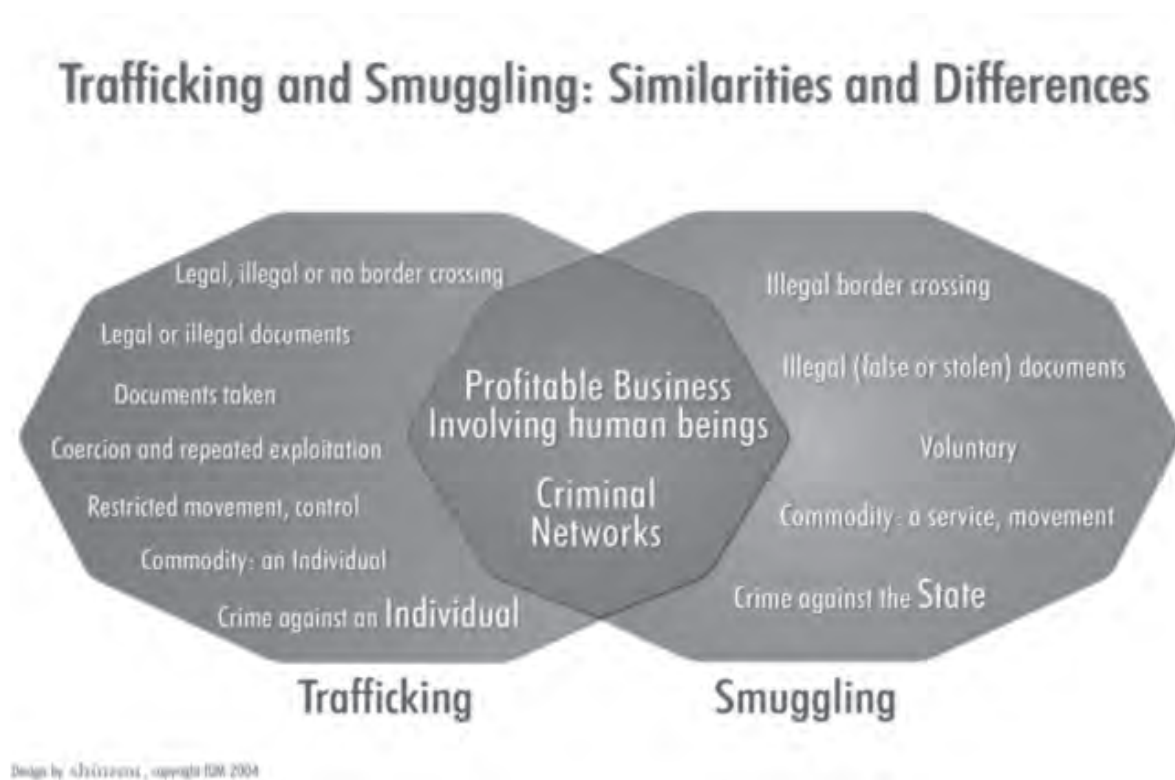 Trafficking and Smuggling: Similarities and Differences
Legal, illegal or no border crossing
Legal or illegal documents
Documents taken
Coercion and repeated exploitation
Restricted movement, control
Commodity: an Individual
Crime against an Individual
Profitable Business
Involving human beings
Criminal
Networks
Illegal border crossing
Illegal (false or stolen) documents
Voluntary
Commodity: a service, movement
Crime against the State
Trafficking
Smuggling
Design by , copyright IOM 2004